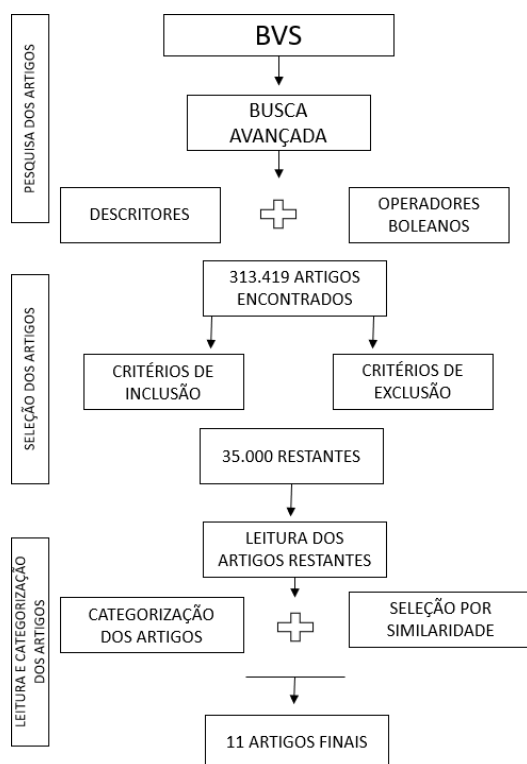 PESQUISA DOS ARTIGOS
BVS
BUSCA
AVANÇADA
DESCRITORES
OPERADORES
BOLEANOS
SELEÇÃO DOS ARTIGOS
313.419 ARTIGOS
ENCONTRADOS
CRITÉRIOS DE
INCLUSÃO
CRITÉRIOS DE
EXCLUSÃO
35.000 RESTANTES
LEITURA E CATEGORIZAÇÃO
DOS ARTIGOS
LEITURA DOS
ARTIGOS RESTANTES
CATEGORIZAÇÃO
DOS ARTIGOS
SELEÇÃO POR
SIMILARIDADE
11 ARTIGOS FINAIS